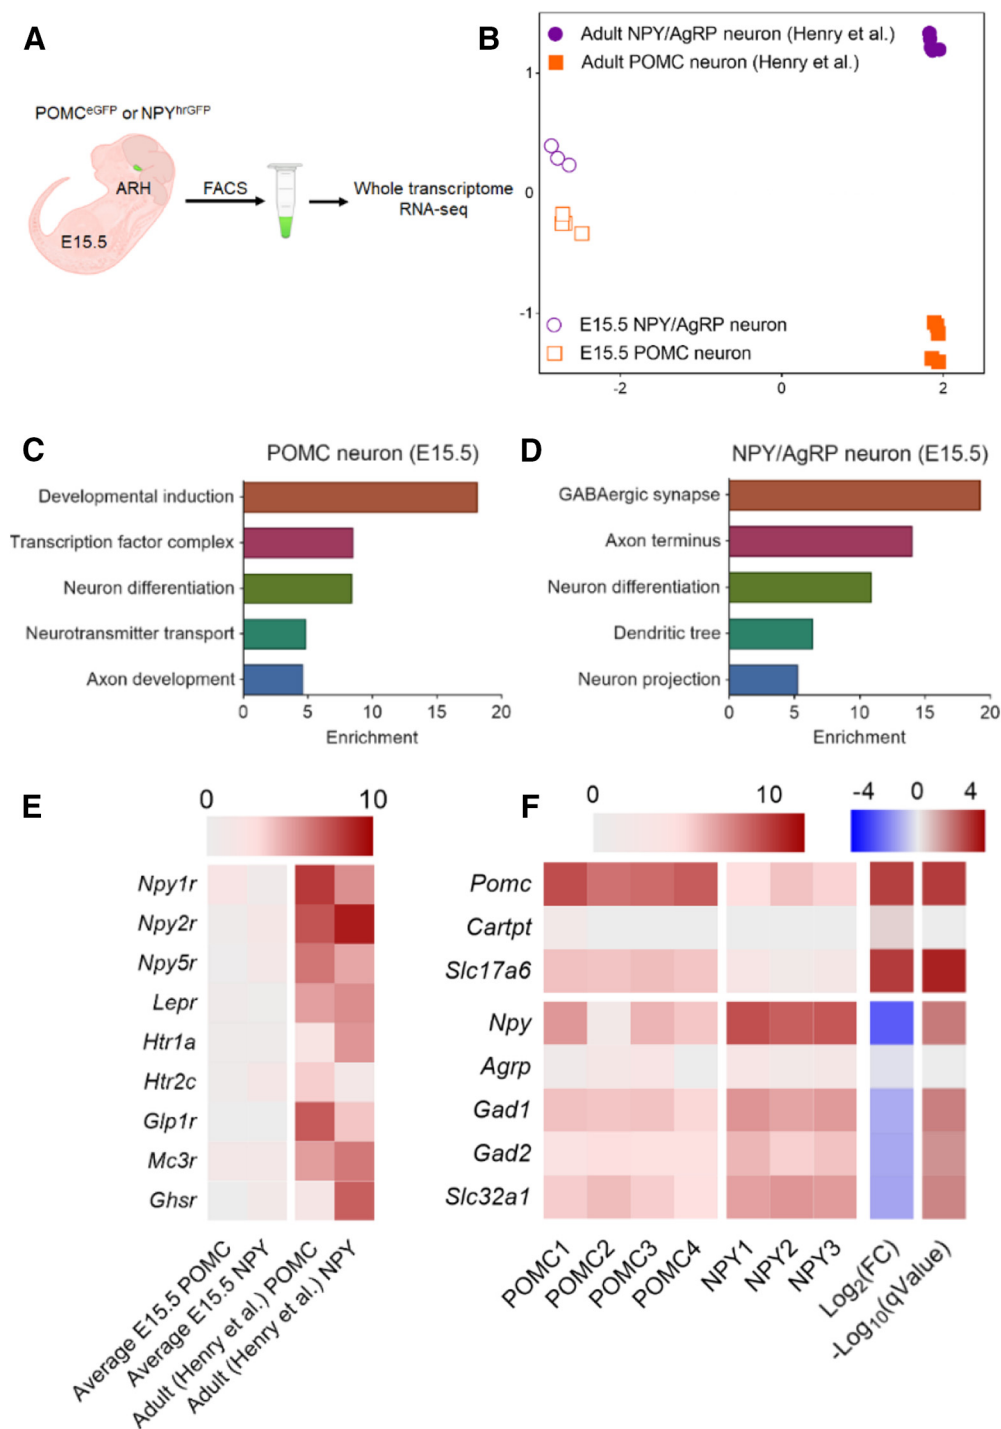 A
POMCeGFP or NPYhrGFP
ARH
E15.5
FACS
Whole transcriptome
RNA-seq
B
Adult NPY/AgRP neuron (Henry et al.)
Adult POMC neuron (Henry et al.)
1
0
-1
E15.5 NPY/AgRP neuron
E15.5 POMC neuron
-2
0
2
C
POMC neuron (E15.5)
Developmental induction
Transcription factor complex
Neuron differentiation
Neurotransmitter transport
Axon development
0
5
10
15
20
Enrichment
D
NPY/AgRP neuron (E15.5)
GABAergic synapse
Axon terminus
Neuron differentiation
Dendritic tree
Neuron projection
0
5
10
15
20
Enrichment
E
0
10
Npy1r
Npy2r
Npy5r
Lepr
Htr1a
Htr2c
Glp1r
Mc3r
Ghsr
Average E15.5 POMC
Average E15.5 NPY
Adult (Henry et al.) POMC
Adult (Henry et al.) NPY
F
0
10
-4
0
4
Pomc
Cartpt
Slc17a6
Npy
Agrp
Gad1
Gad2
Slc32a1
POMC1
POMC2
POMC3
POMC4
NPY1
NPY2
NPY3
Log2(FC)
-Log10(qValue)